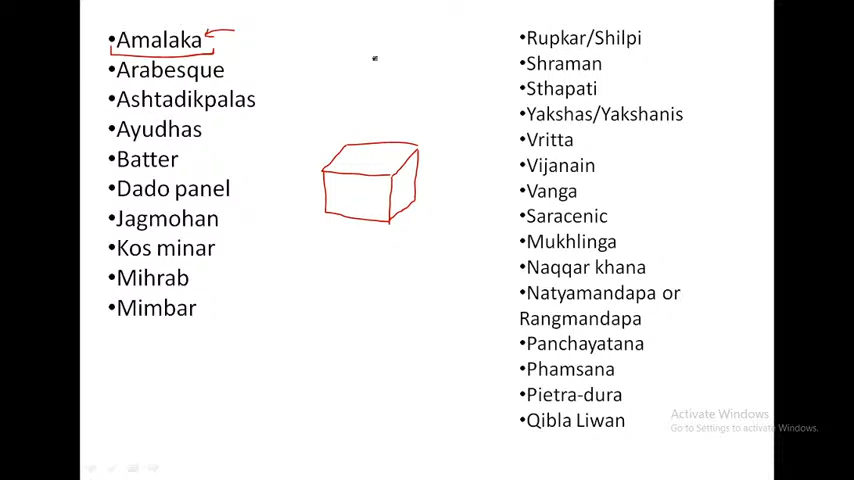 •Amalaka
•Arabesque
•Ashtadikpalas
•Ayudhas
•Batter
•Dado panel
•Jagmohan
•Kos minar
•Mihrab
•Mimbar
•Rupkar/Shilpi
•Shraman
•Sthapati
•Yakshas/Yakshanis
•Vritta
•Vijanain
•Vanga
•Saracenic
•Mukhlinga
•Naqqar khana
•Natyamandapa or
Rangmandapa
•Panchayatana
•Phamsana
•Pietra-dura
•Qibla Liwan
Activate Windows
Go to Settings to activate Windows.